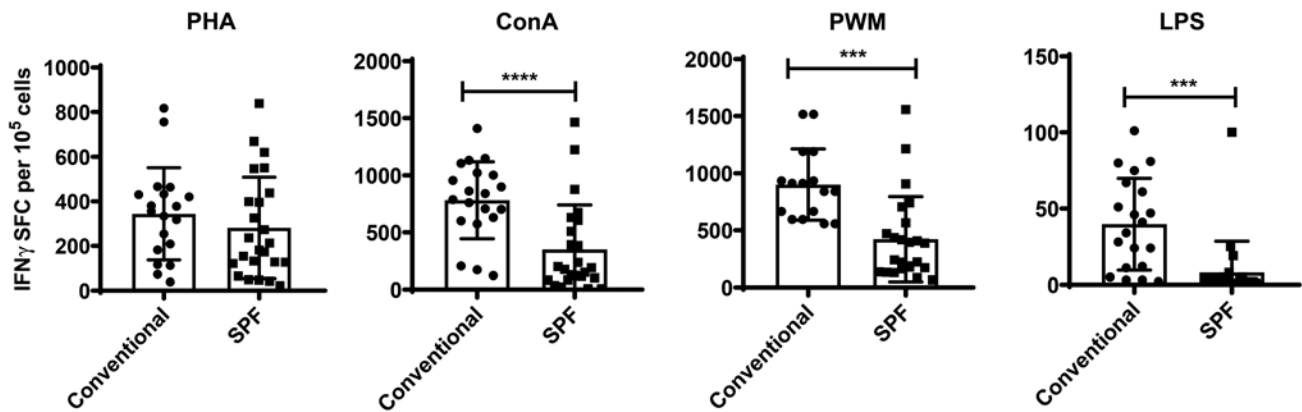 PHA
IFNγ SFC per 10⁵ cells
1000
800
600
400
200
0
Conventional
SPF
ConA
2000
1500
1000
500
0
****
Conventional
SPF
PWM
2000
1500
1000
500
0
***
Conventional
SPF
LPS
150
100
50
0
***
Conventional
SPF